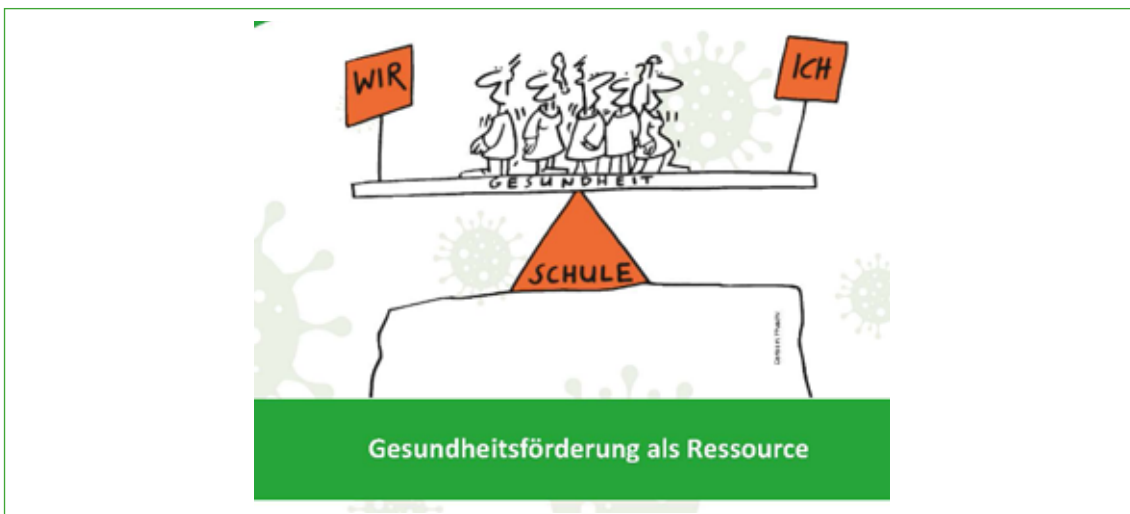 WIR
ICH
GESUNDHEIT
SCHULE
Gesundheitsförderung als Ressource